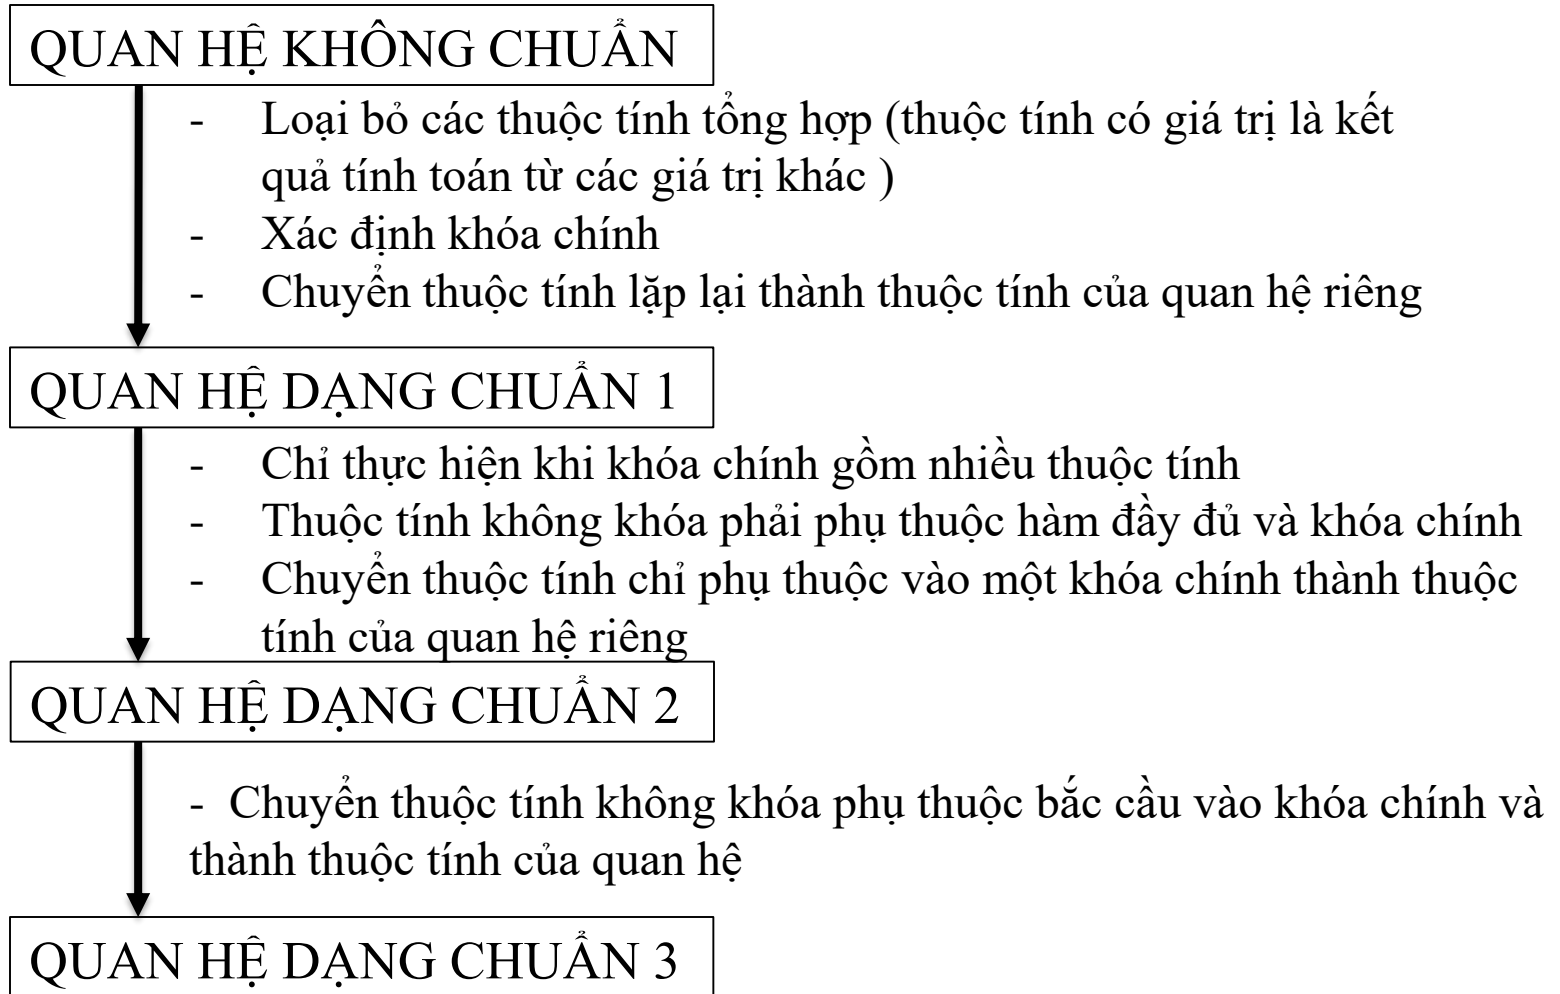 QUAN HỆ KHÔNG CHUẨN
- Loại bỏ các thuộc tính tổng hợp (thuộc tính có giá trị là kết
quả tính toán từ các giá trị khác )
- Xác định khóa chính
- Chuyển thuộc tính lặp lại thành thuộc tính của quan hệ riêng
QUAN HỆ DẠNG CHUẨN 1
- Chỉ thực hiện khi khóa chính gồm nhiều thuộc tính
- Thuộc tính không khóa phải phụ thuộc hàm đầy đủ và khóa chính
- Chuyển thuộc tính chỉ phụ thuộc vào một khóa chính thành thuộc
tính của quan hệ riêng
QUAN HỆ DẠNG CHUẨN 2
- Chuyển thuộc tính không khóa phụ thuộc bắc cầu vào khóa chính và
thành thuộc tính của quan hệ
QUAN HỆ DẠNG CHUẨN 3